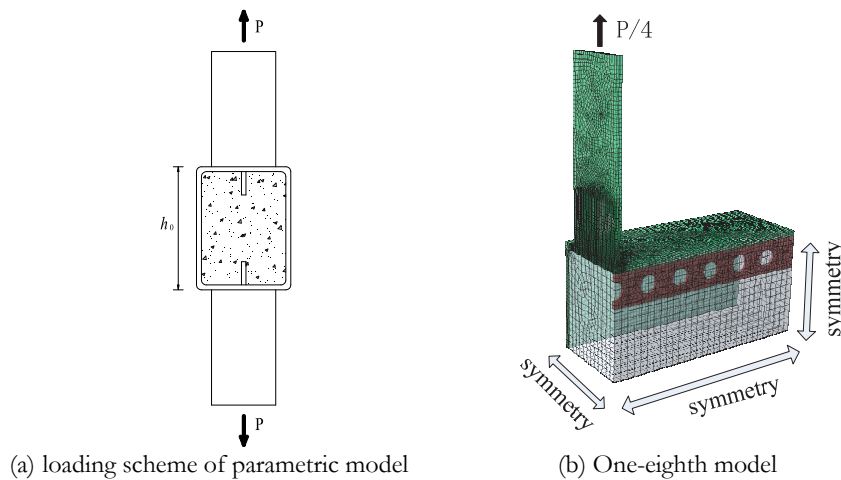 P
h₀
P
P/4
symmetry
symmetry
symmetry
(a) loading scheme of parametric model
(b) One-eighth model